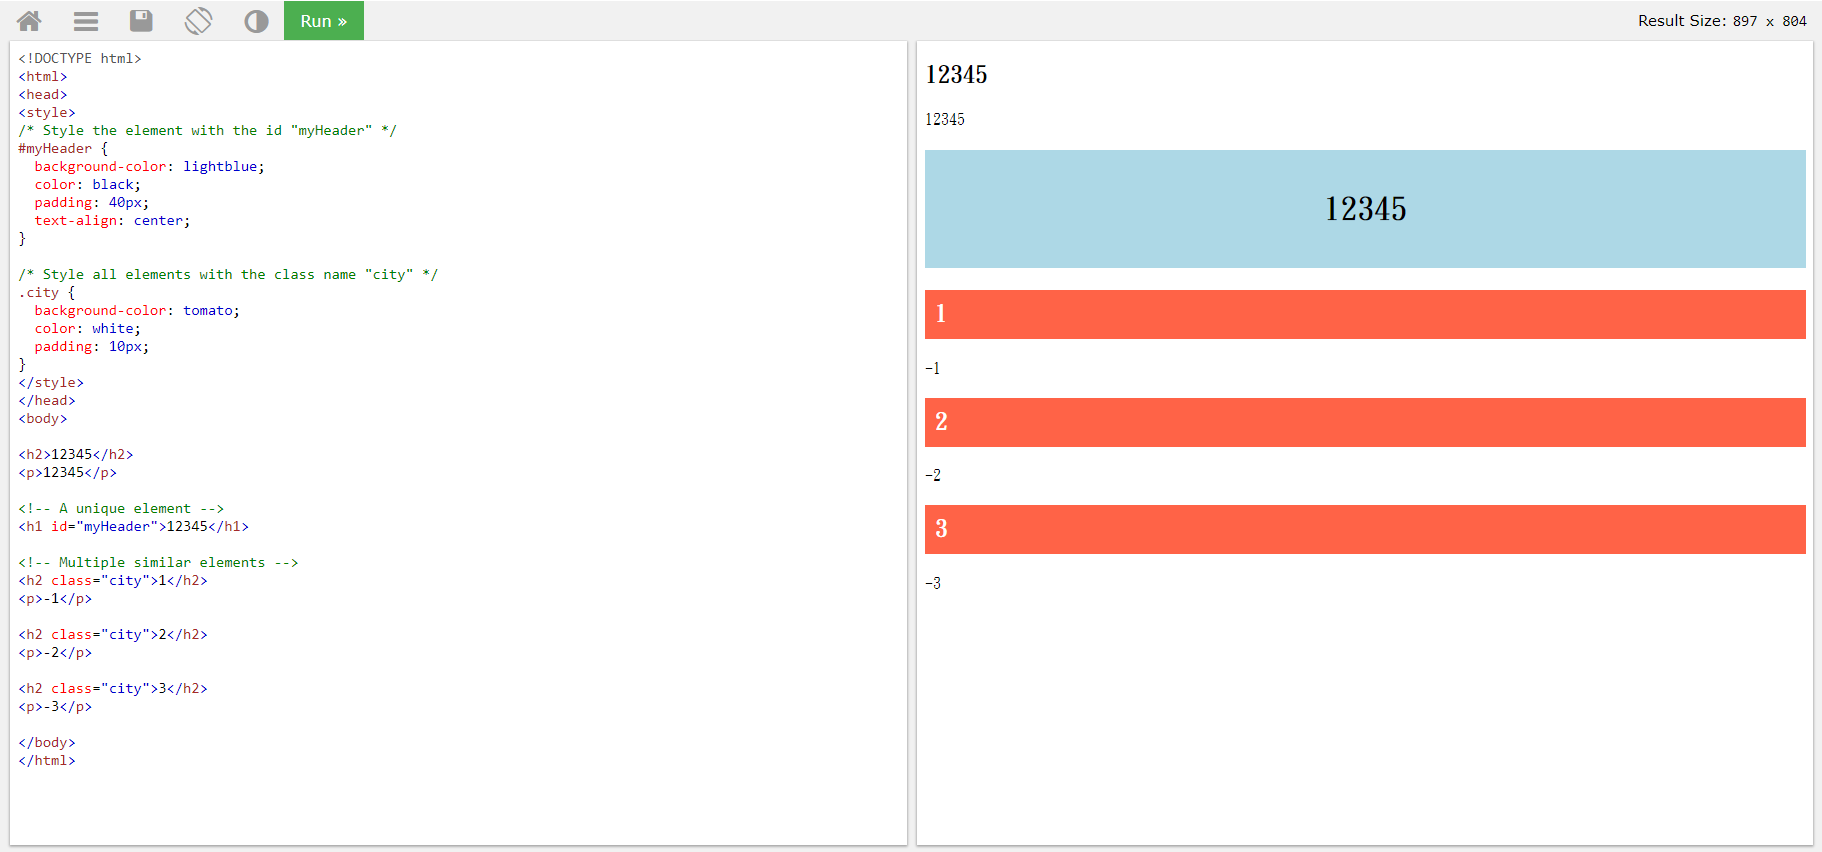 Run »
Result Size: 897 x 804
<!DOCTYPE html>
<html>
<head>
<style>
/* Style the element with the id "myHeader" */
#myHeader {
  background-color: lightblue;
  color: black;
  padding: 40px;
  text-align: center;
}
/* Style all elements with the class name "city" */
.city {
  background-color: tomato;
  color: white;
  padding: 10px;
}
</style>
</head>
<body>
<h2>12345</h2>
<p>12345</p>
<!-- A unique element -->
<h1 id="myHeader">12345</h1>
<!-- Multiple similar elements -->
<h2 class="city">1</h2>
<p>-1</p>
<h2 class="city">2</h2>
<p>-2</p>
<h2 class="city">3</h2>
<p>-3</p>
</body>
</html>
12345
12345
12345
1
-1
2
-2
3
-3